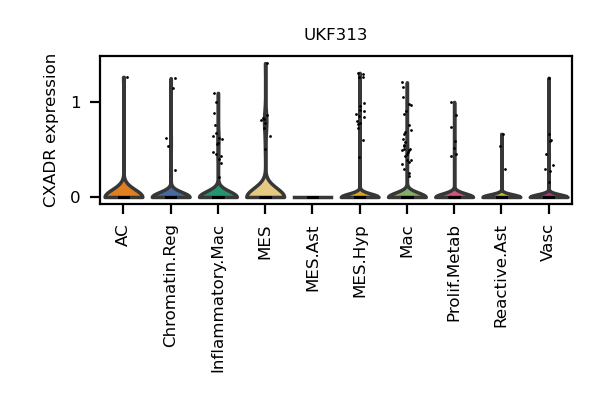 UKF313
CXADR expression
1
0
AC
Chromatin.Reg
Inflammatory.Mac
MES
MES.Ast
MES.Hyp
Mac
Prolif.Metab
Reactive.Ast
Vasc